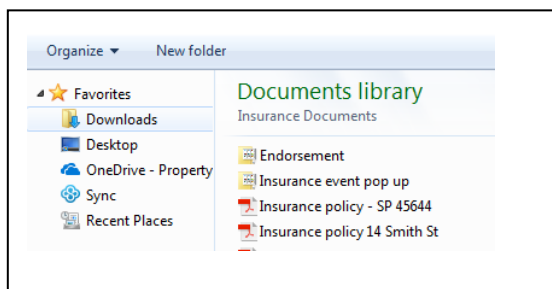 Organize ▼ New folder
Favorites
Downloads
Desktop
OneDrive - Property
Sync
Recent Places
Documents library
Insurance Documents
Endorsement
Insurance event pop up
Insurance policy - SP 45644
Insurance policy 14 Smith St